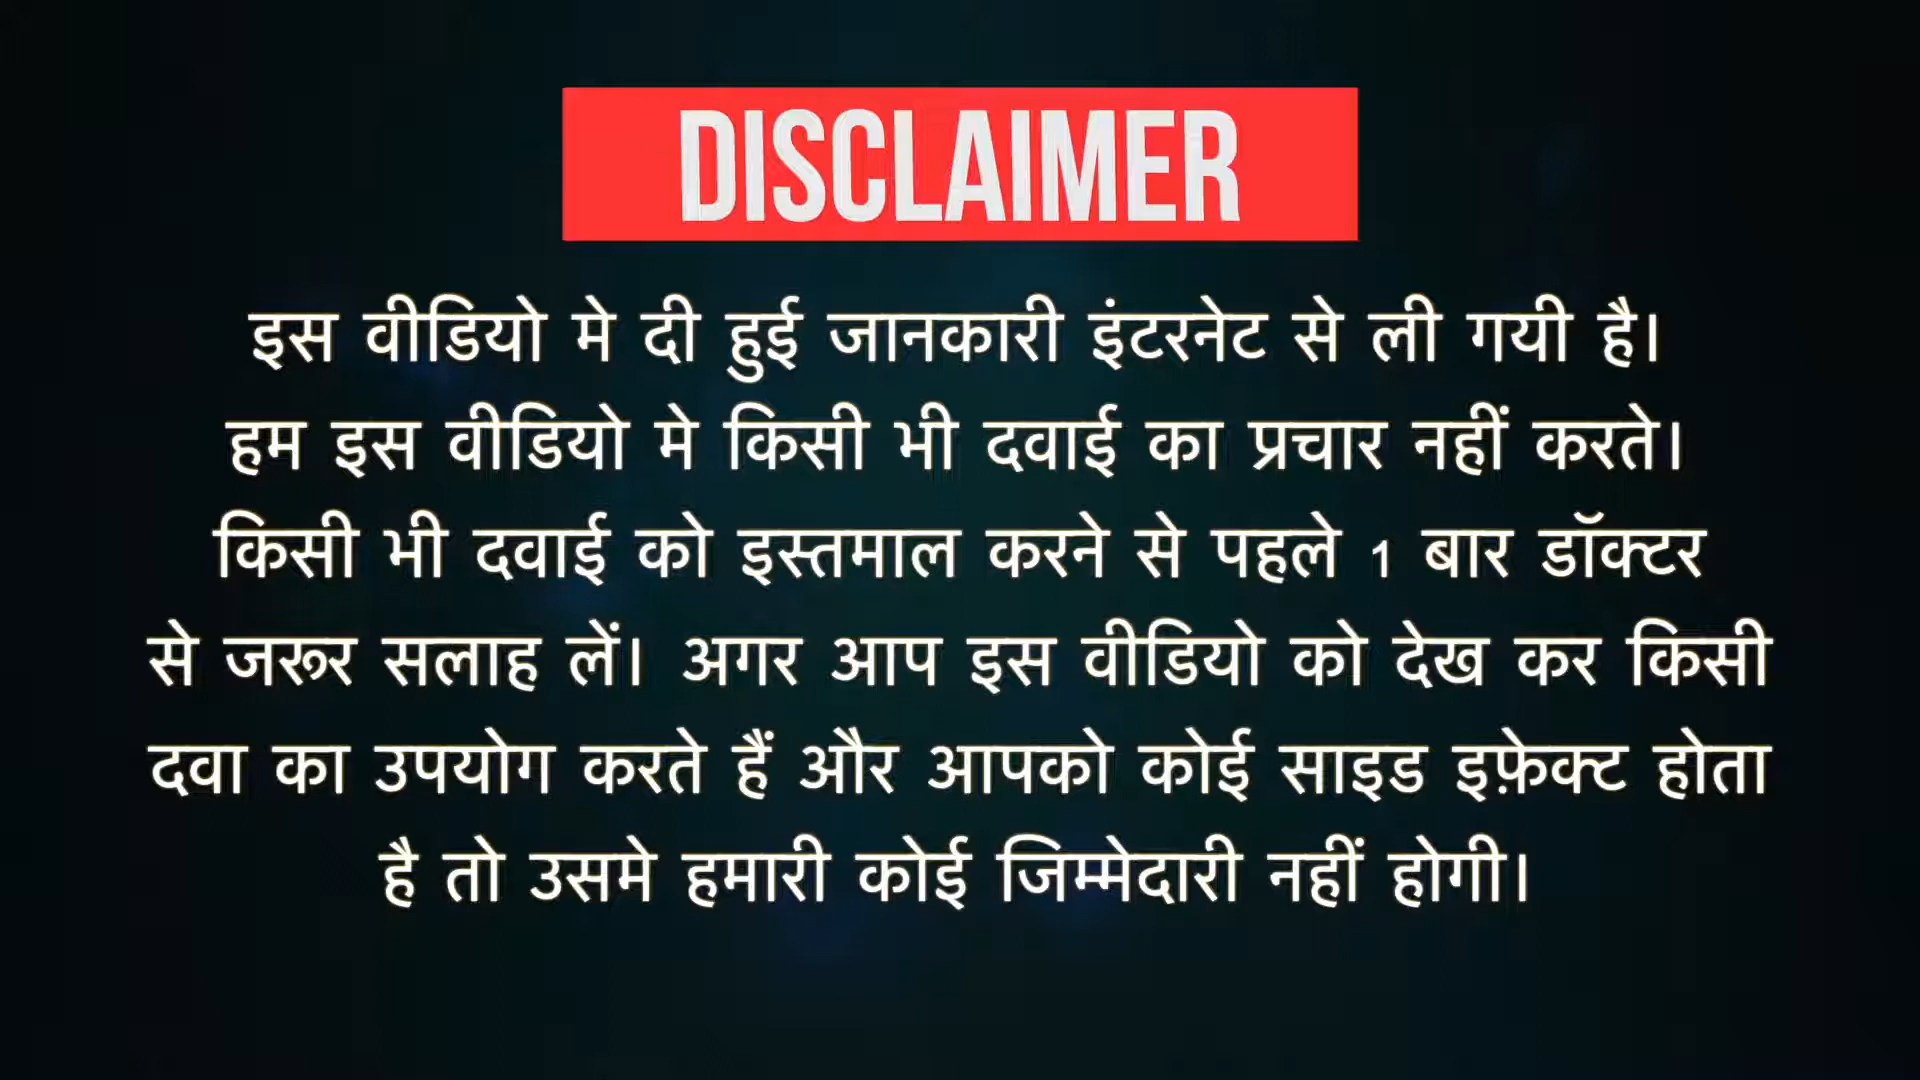 DISCLAIMER
इस वीडियो मे दी हुई जानकारी इंटरनेट से ली गयी है।
हम इस वीडियो मे किसी भी दवाई का प्रचार नहीं करते।
किसी भी दवाई को इस्तमाल करने से पहले 1 बार डॉक्टर
से जरूर सलाह लें। अगर आप इस वीडियो को देख कर किसी
दवा का उपयोग करते हैं और आपको कोई साइड इफ़ेक्ट होता
है तो उसमे हमारी कोई जिम्मेदारी नहीं होगी।